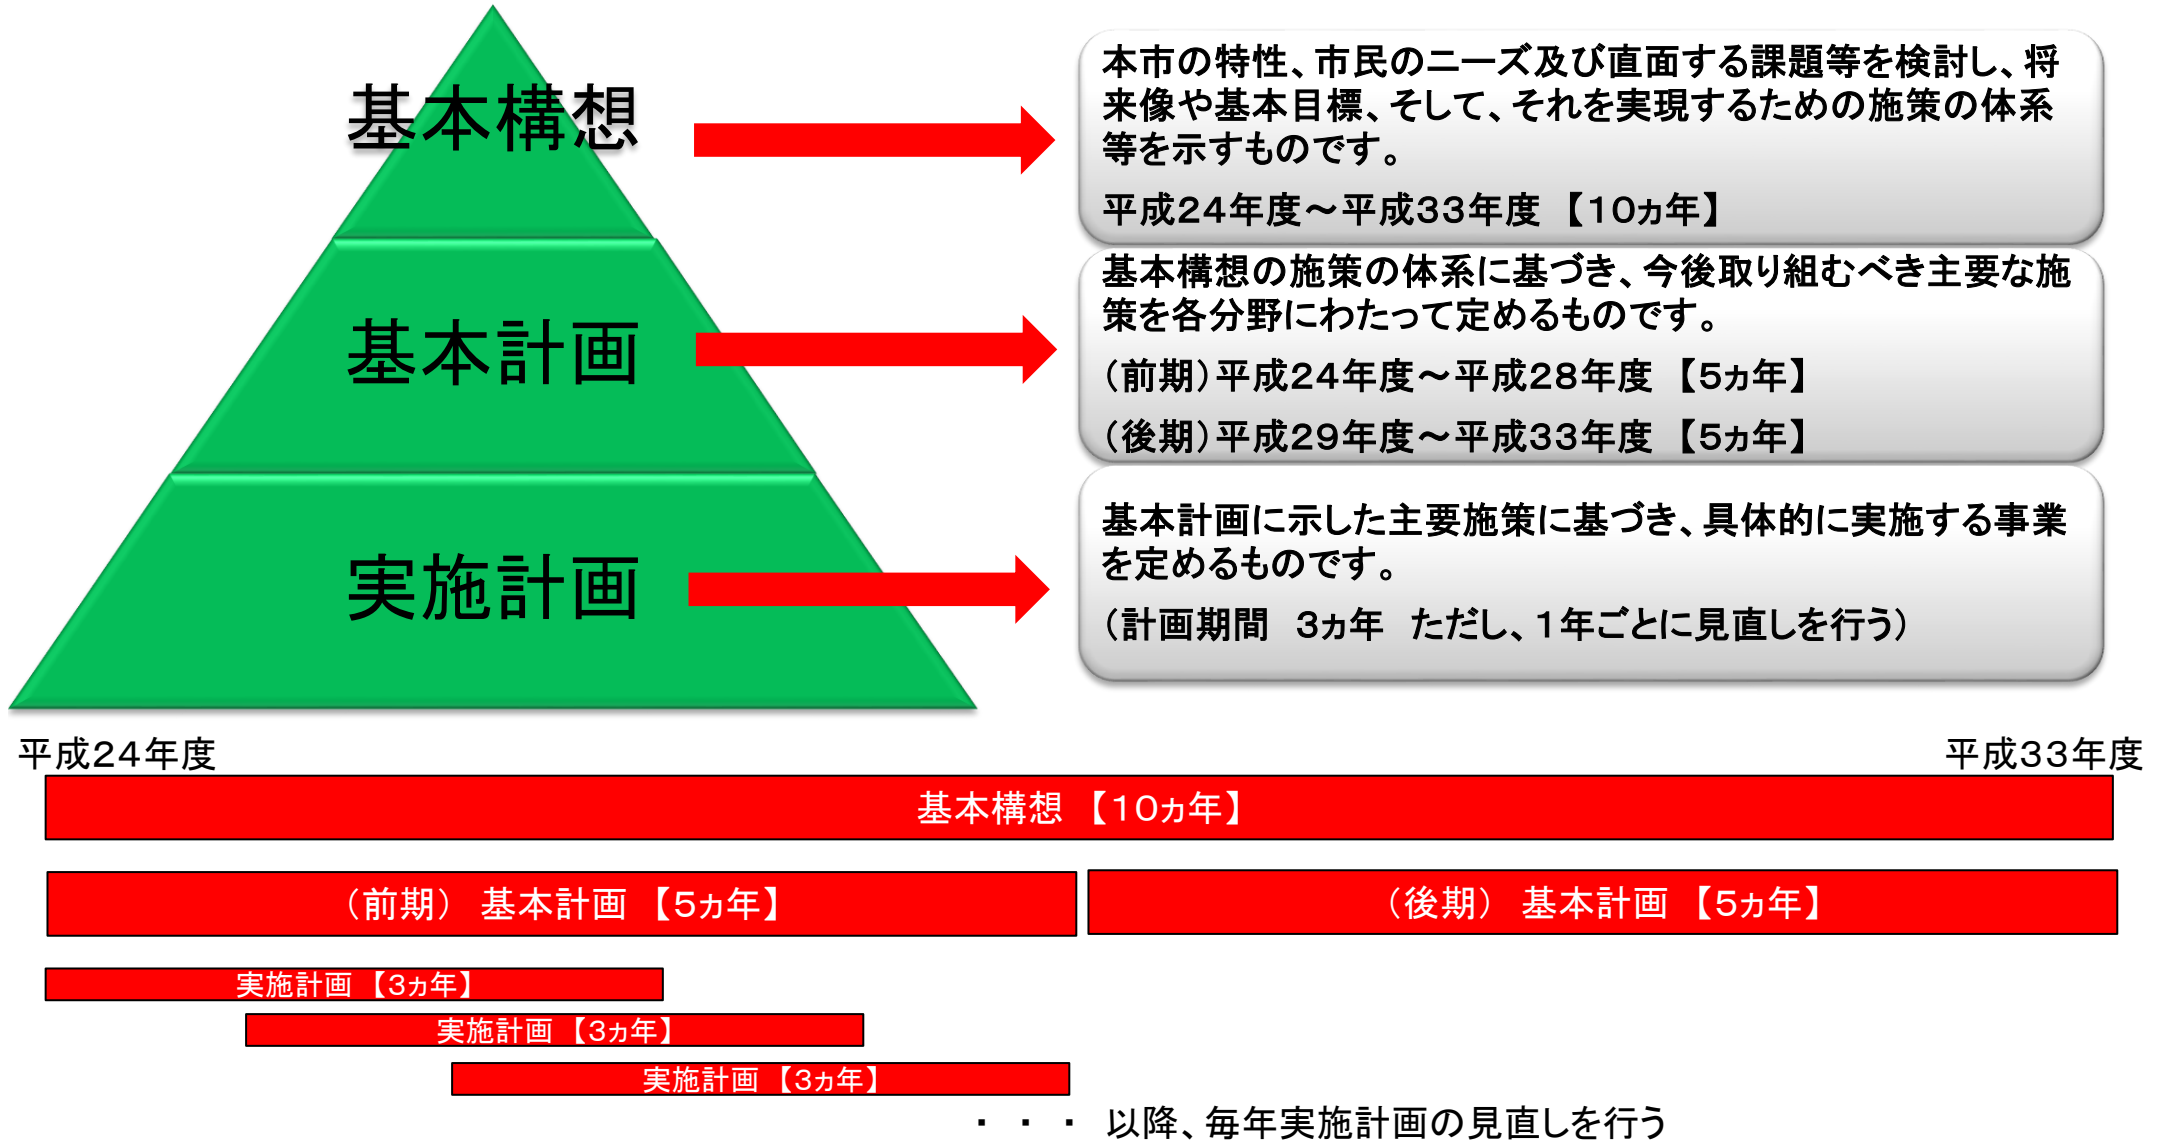 基本構想
本市の特性、市民のニーズ及び直面する課題等を検討し、将
来像や基本目標、そして、それを実現するための施策の体系
等を示すものです。
平成24年度～平成33年度 【10ヵ年】
基本計画
基本構想の施策の体系に基づき、今後取り組むべき主要な施
策を各分野にわたって定めるものです。
（前期）平成24年度～平成28年度 【5ヵ年】
（後期）平成29年度～平成33年度 【5ヵ年】
実施計画
基本計画に示した主要施策に基づき、具体的に実施する事業
を定めるものです。
（計画期間　3ヵ年　ただし、1年ごとに見直しを行う）
平成24年度
平成33年度
基本構想 【10ヵ年】
（前期） 基本計画 【5ヵ年】
（後期） 基本計画 【5ヵ年】
実施計画 【3ヵ年】
実施計画 【3ヵ年】
実施計画 【3ヵ年】
・　・　・　以降、毎年実施計画の見直しを行う